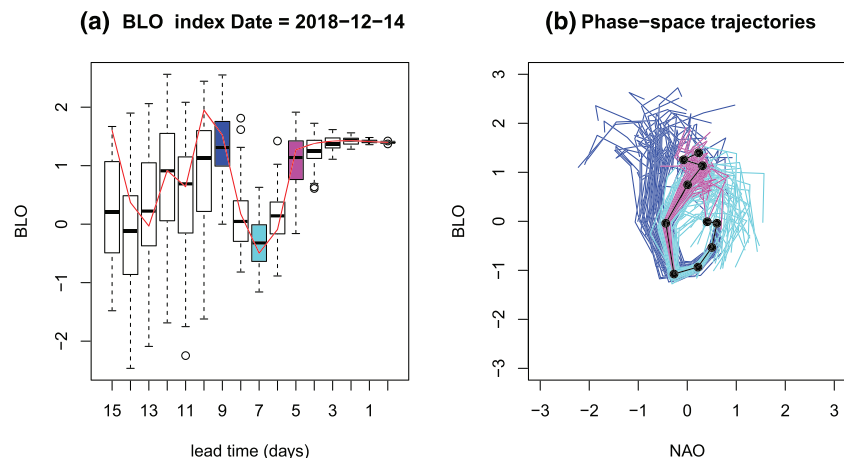 (a) BLO index Date = 2018−12−14
BLO
2
1
0
−1
−2
15 13 11 9 7 5 3 1
lead time (days)
(b) Phase−space trajectories
BLO
3
2
1
0
−1
−2
−3
−3 −2 −1 0 1 2 3
NAO